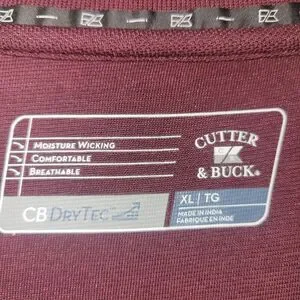 MOISTURE WICKING
COMFORTABLE
BREATHABLE
CUTTER
& BUCK®
CB DRYTEC
XL | TG
MADE IN INDIA
FABRIQUÉ EN INDE